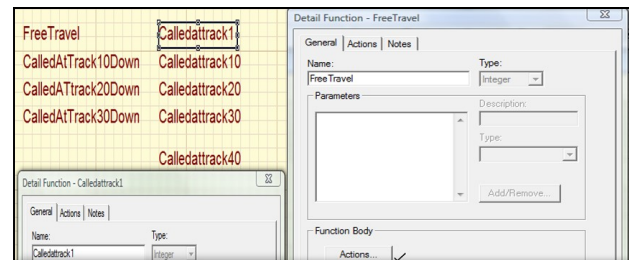 FreeTravel Calledattrack1
CalledAtTrack10Down Calledattrack10
CalledATtrack20Down Calledattrack20
CalledAtTrack30Down Calledattrack30
Calledattrack40
Detail Function - Calledattrack1
General Actions Notes
Name: Type:
Calledattrack1 Integer
Detail Function - FreeTravel
General Actions Notes
Name: Type:
FreeTravel Integer
Parameters
Description:
Type:
Add/Remove...
Function Body
Actions...